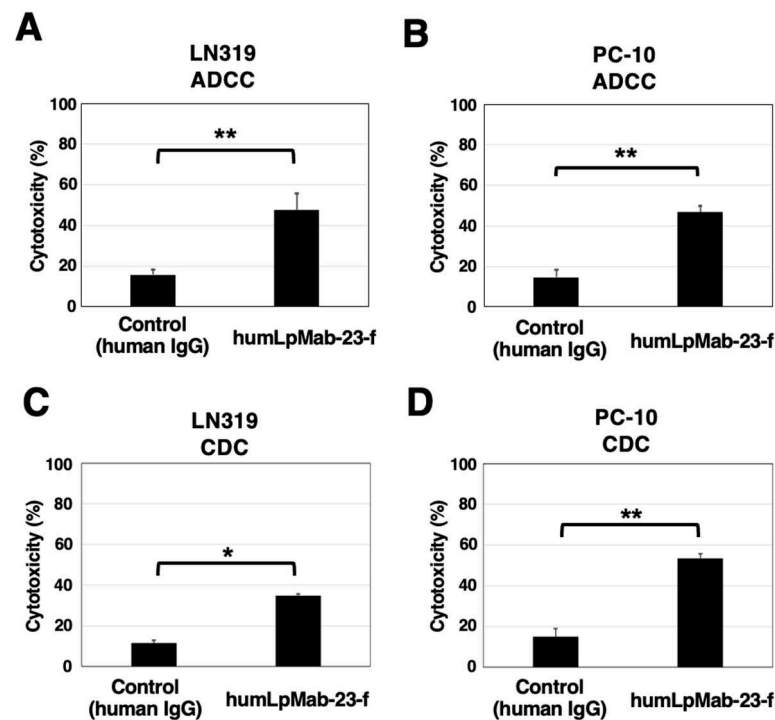 A
LN319
ADCC
Cytotoxicity (%)
100
80
60
40
20
0
**
Control
(human IgG)
humLpMab-23-f
B
PC-10
ADCC
Cytotoxicity (%)
100
80
60
40
20
0
**
Control
(human IgG)
humLpMab-23-f
C
LN319
CDC
Cytotoxicity (%)
100
80
60
40
20
0
*
Control
(human IgG)
humLpMab-23-f
D
PC-10
CDC
Cytotoxicity (%)
100
80
60
40
20
0
**
Control
(human IgG)
humLpMab-23-f